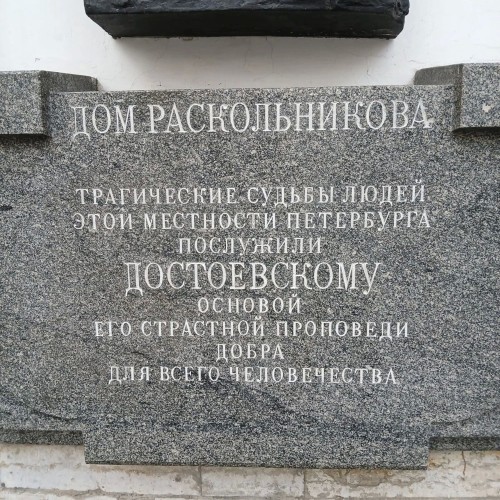 ДОМ РАСКОЛЬНИКОВА
ТРАГИЧЕСКИЕ СУДЬБЫ ЛЮДЕЙ
ЭТОЙ МЕСТНОСТИ ПЕТЕРБУРГА
ПОСЛУЖИЛИ
ДОСТОЕВСКОМУ
ОСНОВОЙ
ЕГО СТРАСТНОЙ ПРОПОВЕДИ
ДОБРА
ДЛЯ ВСЕГО ЧЕЛОВЕЧЕСТВА